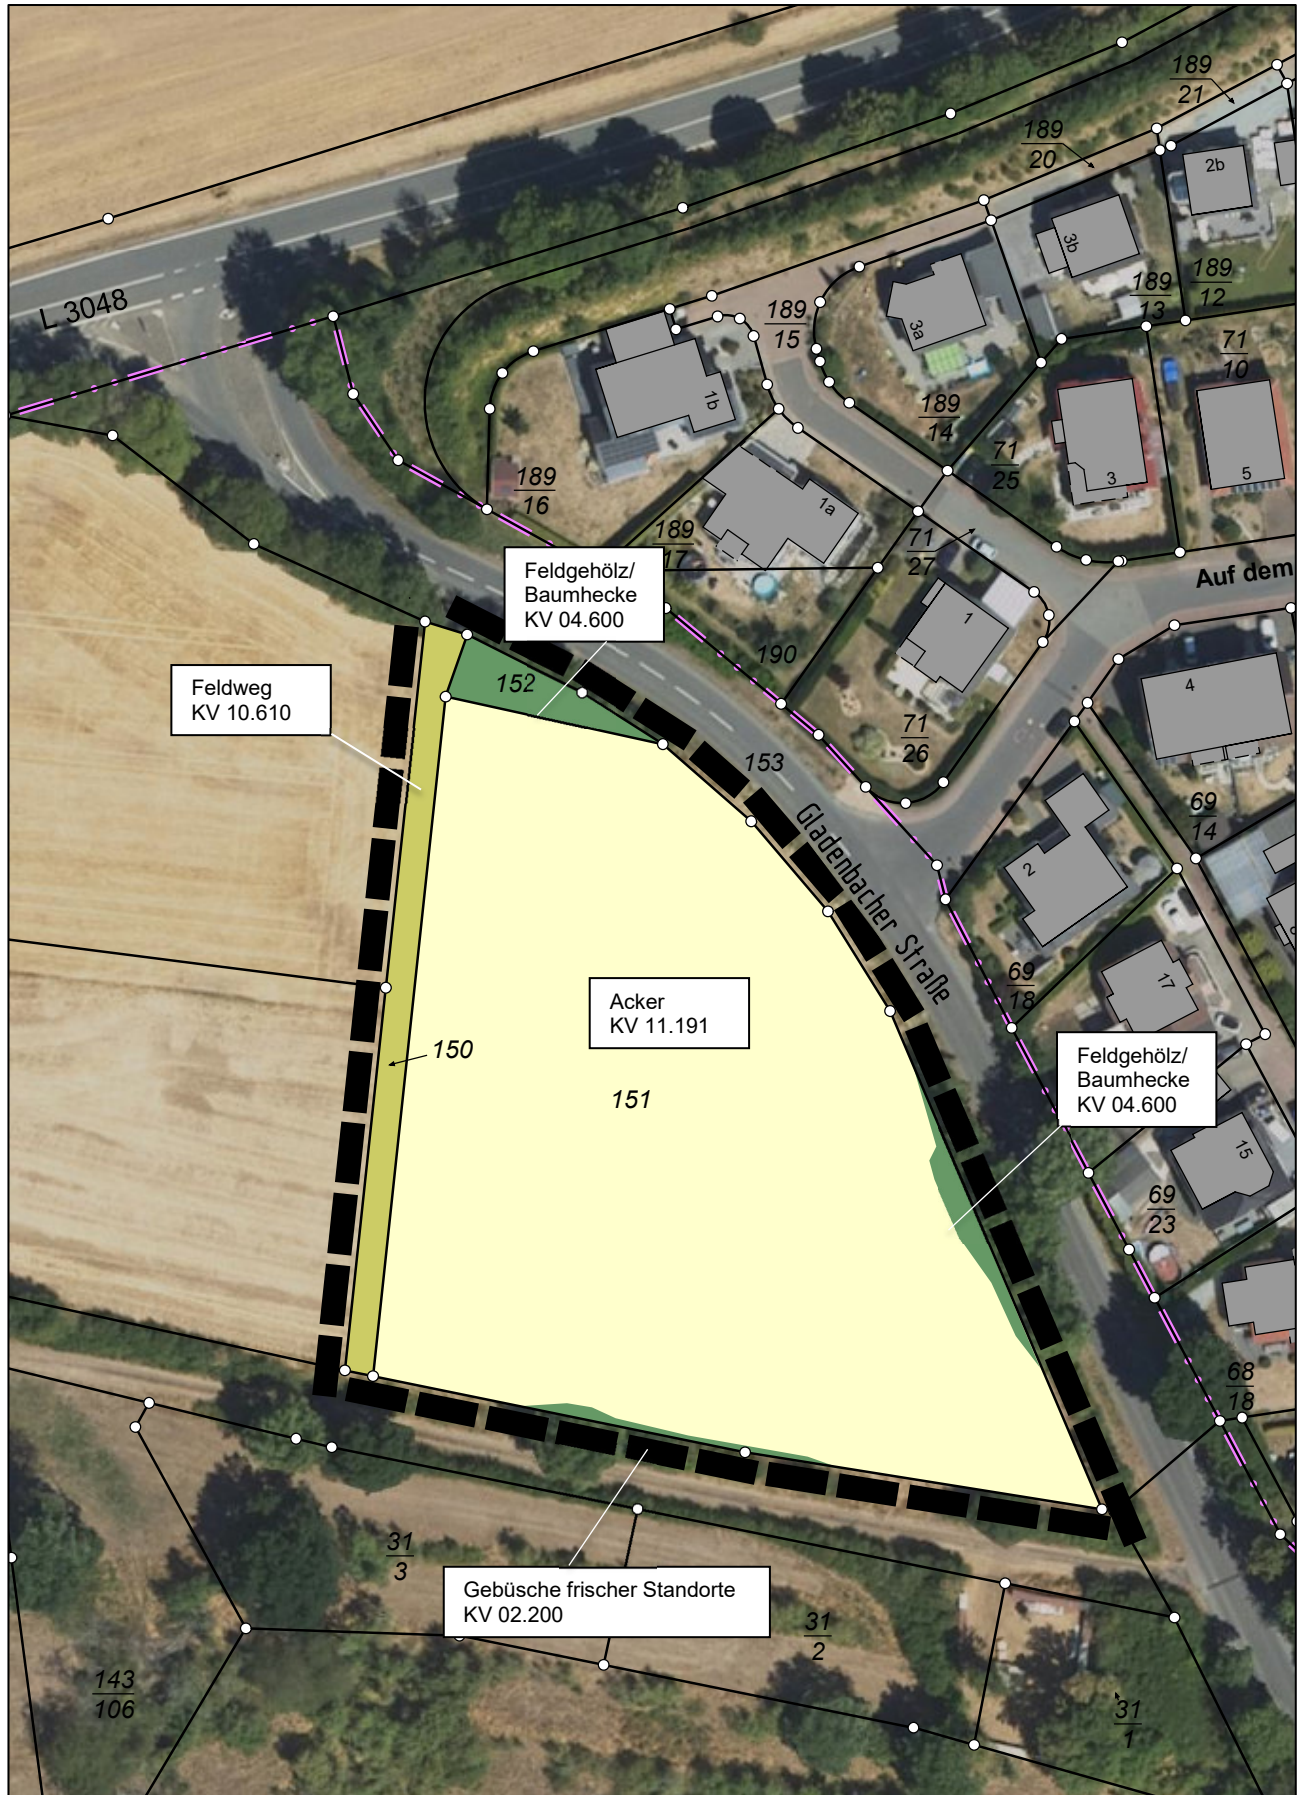 189
21
189
20
2b
3b
L 3048
189
13
189
12
189
15
3a
71
10
1b
189
14
71
25
3
5
189
16
1a
189
17
71
27
Auf dem
Feldgehölz/
Baumhecke
KV 04.600
1
190
152
4
Feldweg
KV 10.610
71
26
153
69
14
Gladenbacher Straße
2
69
18
17
Acker
KV 11.191
150
151
Feldgehölz/
Baumhecke
KV 04.600
15
69
23
68
18
31
3
Gebüsche frischer Standorte
KV 02.200
31
2
143
106
31
1